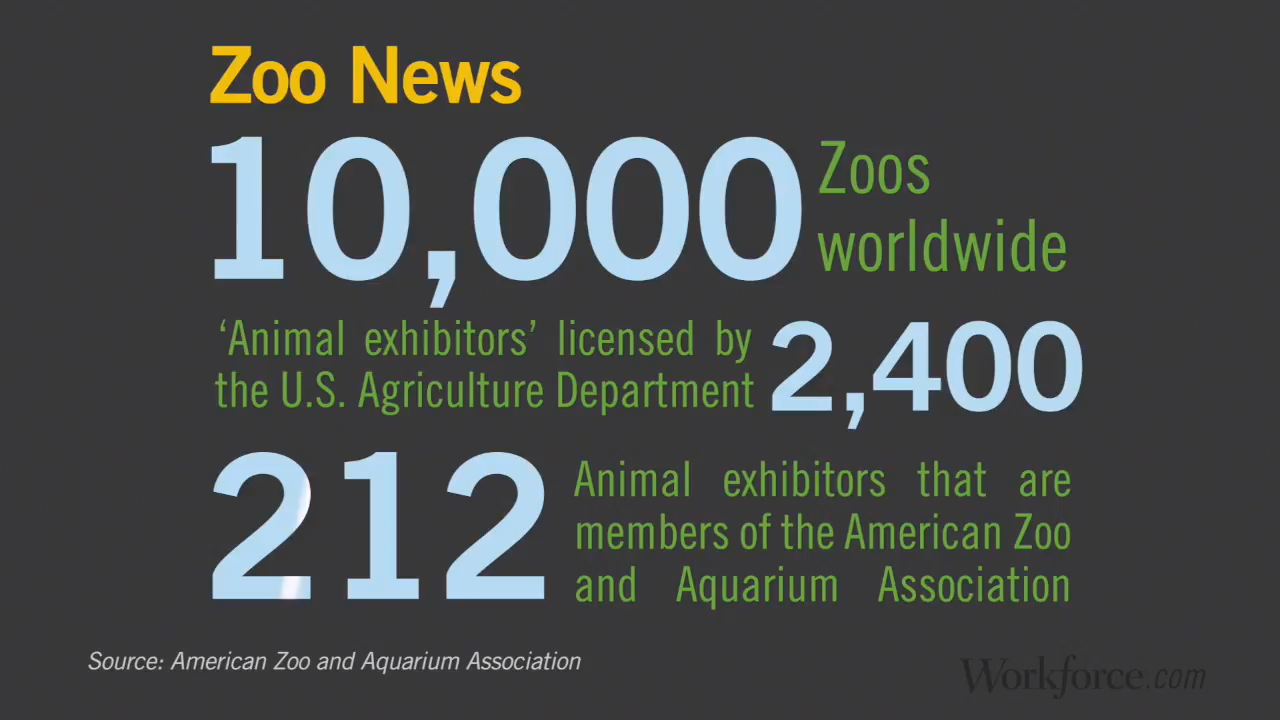 Zoo News
10,000 Zoos
worldwide
‘Animal exhibitors’ licensed by
the U.S. Agriculture Department 2,400
212 Animal exhibitors that are
members of the American Zoo
and Aquarium Association
Source: American Zoo and Aquarium Association
Workforce.com